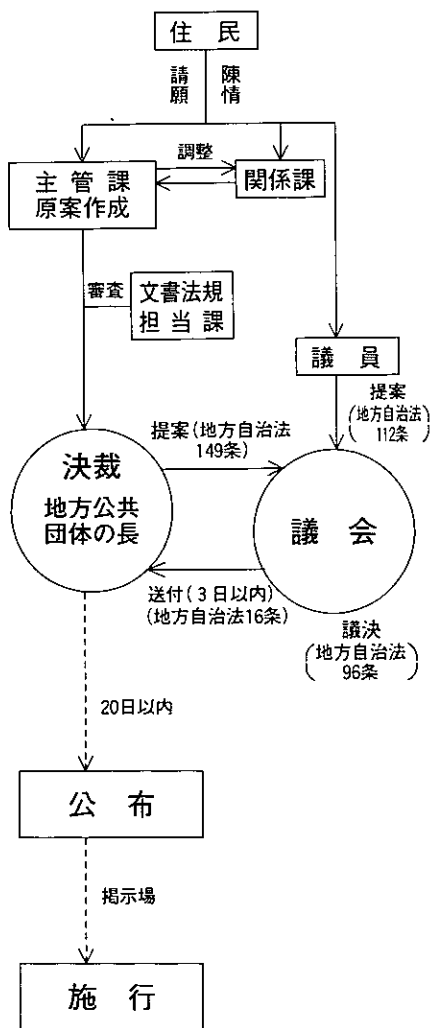 住民
請願
陳情
主管課
原案作成
調整
関係課
審査
文書法規
担当課
議員
提案
(地方自治法)
112条
決裁
地方公共
団体の長
提案(地方自治法
149条)
議会
送付(3日以内)
(地方自治法16条)
議決
(地方自治法)
96条
20日以内
公布
掲示場
施行